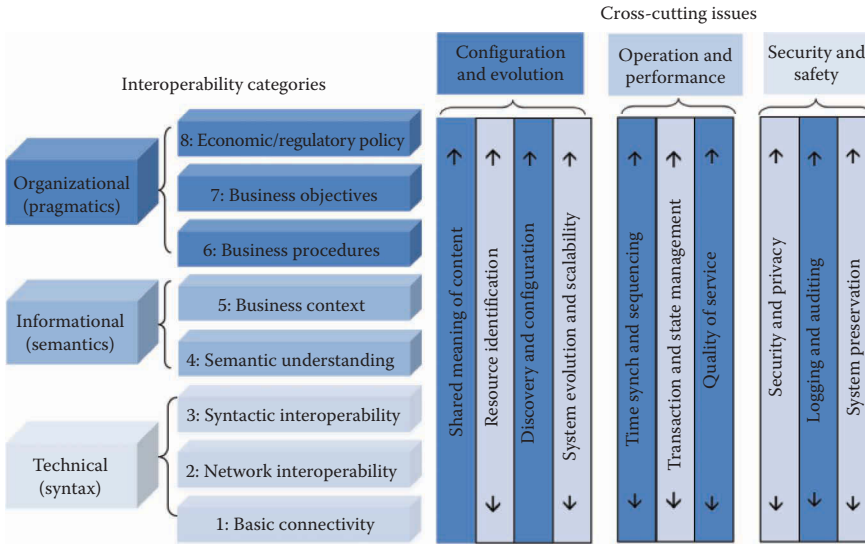 Cross-cutting issues
Configuration
and evolution
Operation and
performance
Security and
safety
Interoperability categories
Organizational
(pragmatics)
8: Economic/regulatory policy
7: Business objectives
6: Business procedures
Informational
(semantics)
5: Business context
4: Semantic understanding
Technical
(syntax)
3: Syntactic interoperability
2: Network interoperability
1: Basic connectivity
Shared meaning of content
Resource identification
Discovery and configuration
System evolution and scalability
Time synch and sequencing
Transaction and state management
Quality of service
Security and privacy
Logging and auditing
System preservation